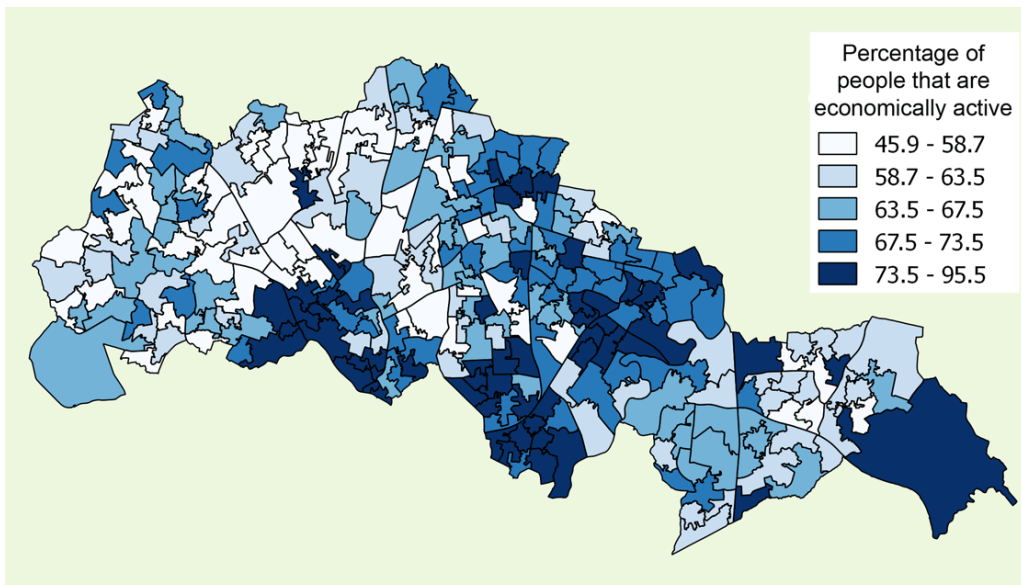 Percentage of
people that are
economically active
45.9 - 58.7
58.7 - 63.5
63.5 - 67.5
67.5 - 73.5
73.5 - 95.5